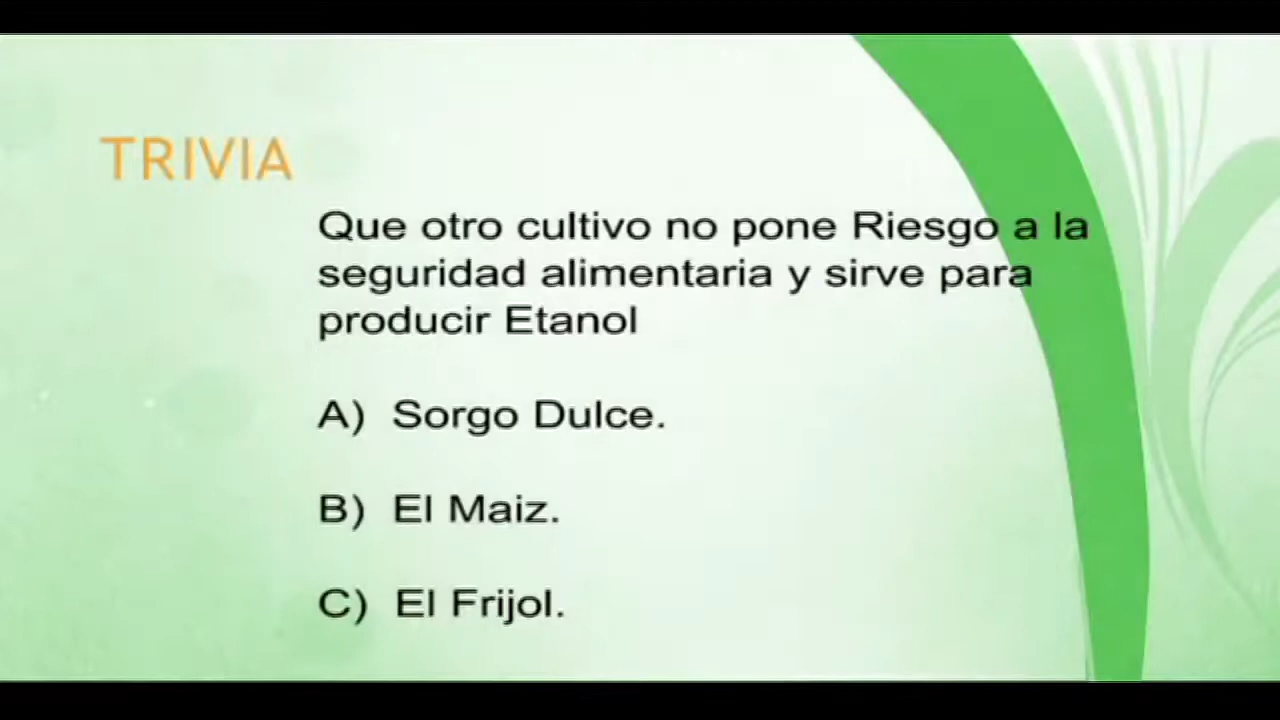 TRIVIA
Que otro cultivo no pone Riesgo a la
seguridad alimentaria y sirve para
producir Etanol
A) Sorgo Dulce.
B) El Maiz.
C) El Frijol.